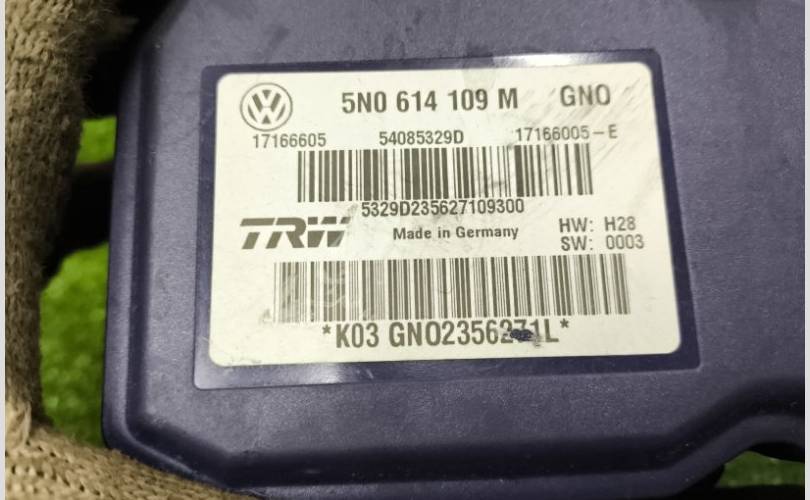 5N0 614 109 M GNO
17166605 54085329D 17166005-E
5329D235627109300
TRW Made in Germany HW: H28
SW: 0003